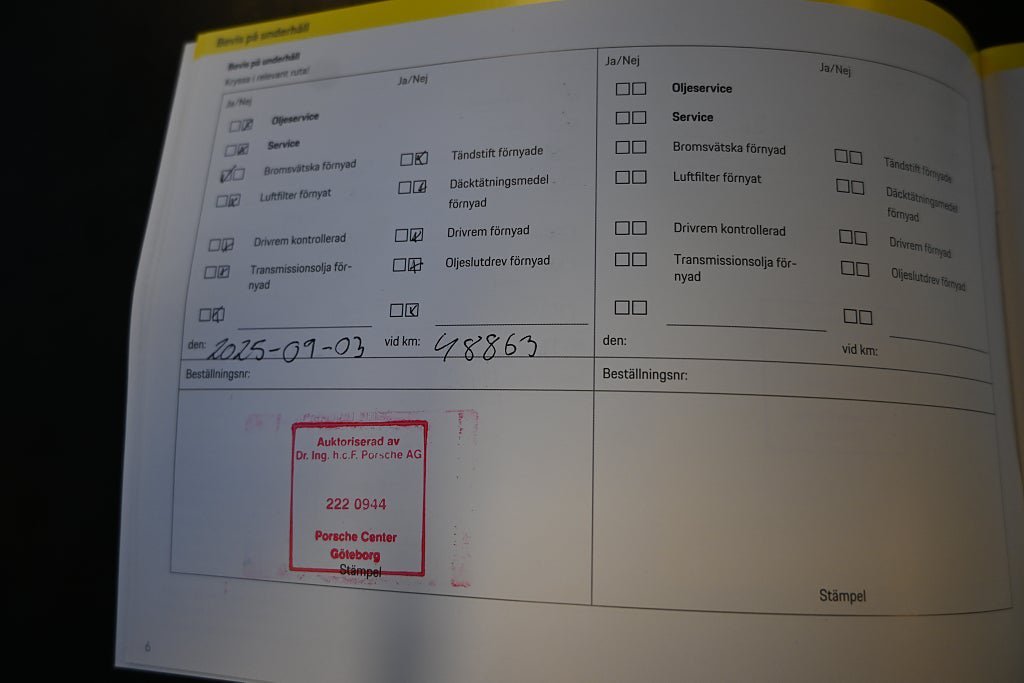 Bevis på underhåll
Bevis på underhåll
Kryssa i relevant ruta!
Ja/Nej Ja/Nej
Oljeservice
Service
Bromsvätska förnyad Tändstift förnyade
Luftfilter förnyat Däcktätningsmedel
förnyad
Drivrem kontrollerad Drivrem förnyad
Transmissionsolja för- Oljeslutdrev förnyad
nyad
den: 2025-09-03 vid km: 48863
Beställningsnr:
Auktoriserad av
Dr. Ing. h.c.F. Porsche AG
222 0944
Porsche Center
Göteborg
Stämpel
6
Ja/Nej Ja/Nej
Oljeservice
Service
Bromsvätska förnyad Tändstift förnyade
Luftfilter förnyat Däcktätningsmedel
förnyad
Drivrem kontrollerad Drivrem förnyad
Transmissionsolja för- Oljeslutdrev förnyad
nyad
den: vid km:
Beställningsnr:
Stämpel